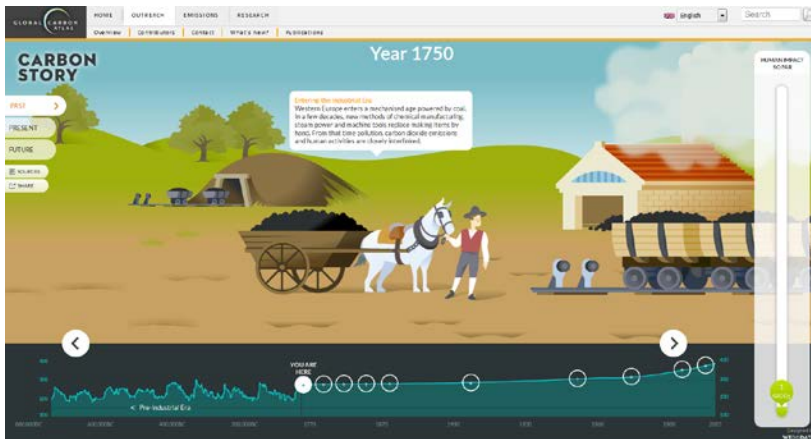 GLOBAL CARBON
ATLAS
HOME
OUTREACH
EMISSIONS
RESEARCH
English
Search
Overview
Contributors
Contact
What's New?
Publications
CARBON
STORY
Year 1750
HUMAN IMPACT
SO FAR
Entering the Industrial Era
Western Europe enters a mechanised age powered by coal.
In a few decades, new methods of chemical manufacturing,
steam power and machine tools replace making items by
hand. From that time pollution, carbon dioxide emissions
and human activities are closely interlinked.
PAST
PRESENT
FUTURE
SOURCES
SHARE
YOU ARE
HERE
< Pre-Industrial Era